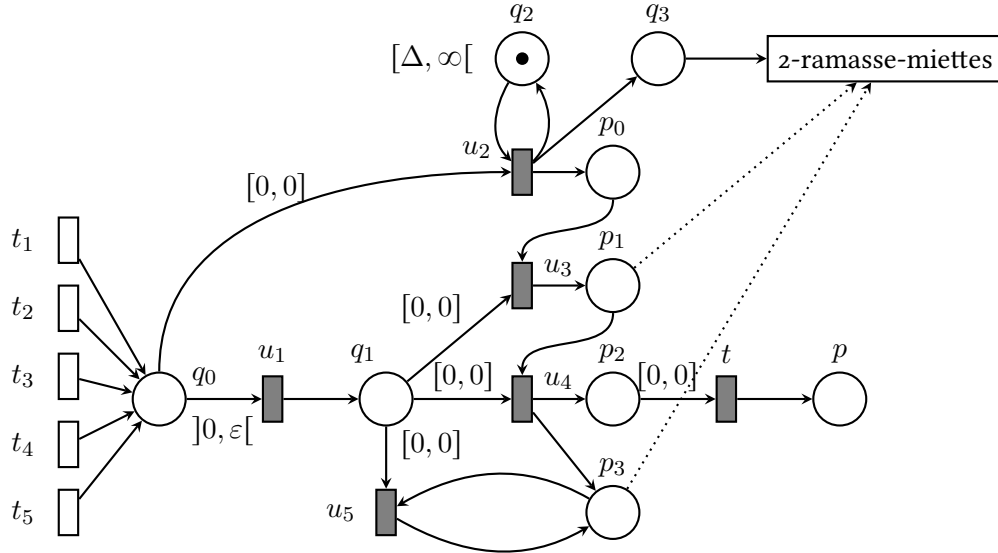 q2 q3
[Δ, ∞[ 2-ramasse-miettes
p0
u2
[0, 0]
t1 p1
u3
t2 [0, 0]
t3 q0 u1 q1 [0, 0] u4 p2 [0, 0] t p
t4 ]0, ε[ [0, 0]
p3
t5 u5